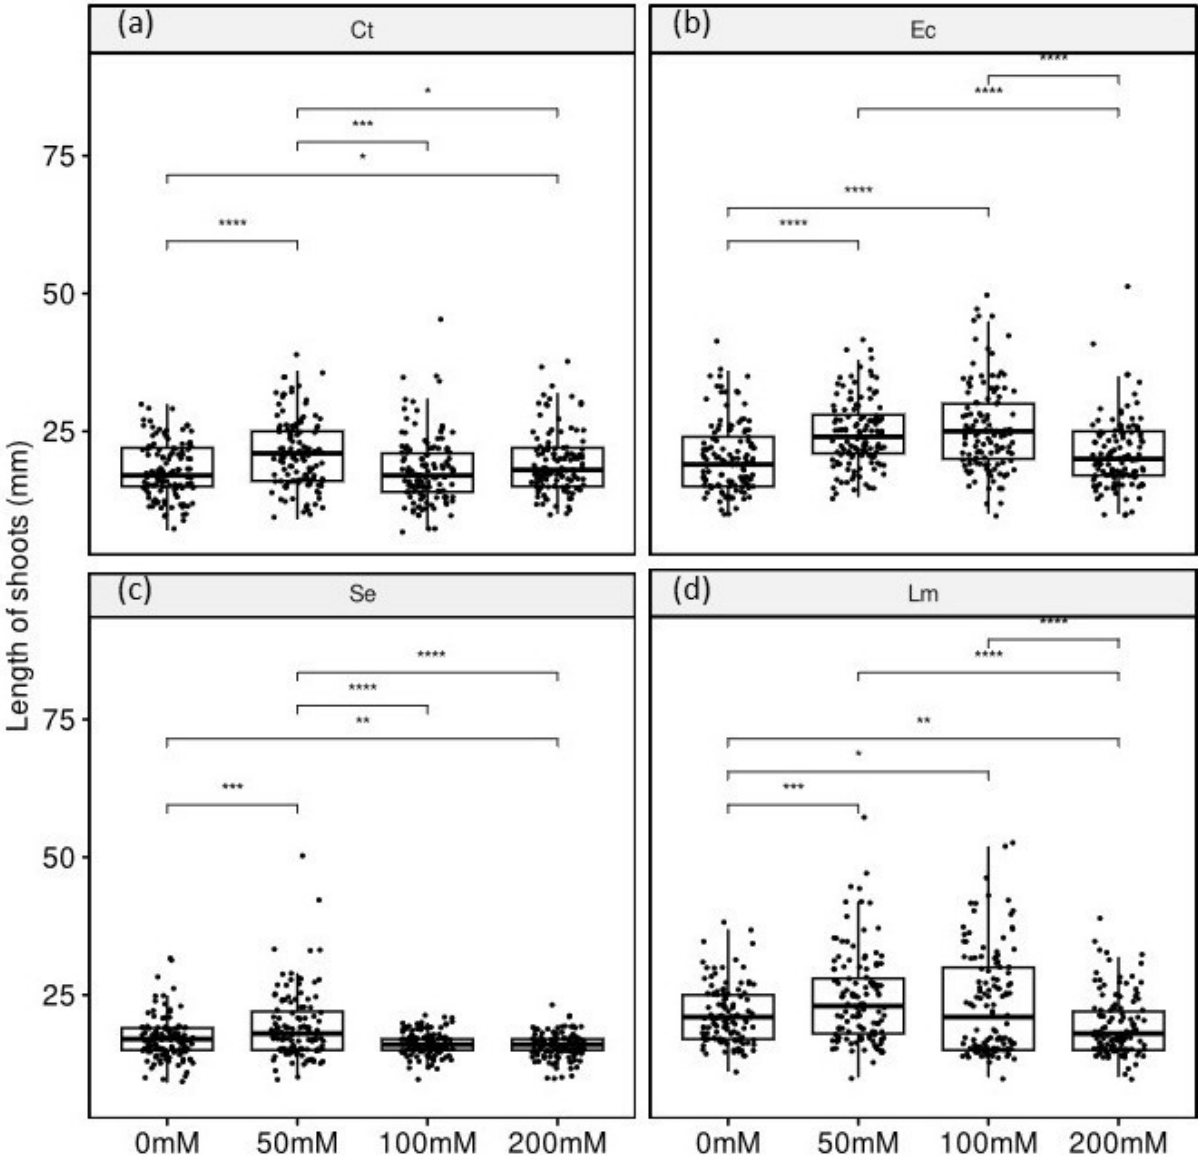 (a) Ct
(b) Ec
****
* ****
***
75 *
****
**** ****
50
25
Length of shoots (mm)
(c) Se
(d) Lm
****
**** ****
****
75 ** **
*
*** ***
50
25
0mM 50mM 100mM 200mM
0mM 50mM 100mM 200mM